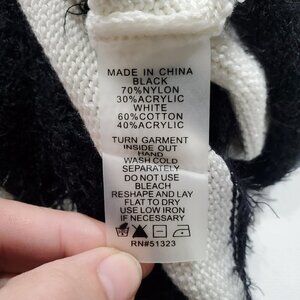 MADE IN CHINA
BLACK
70%NYLON
30%ACRYLIC
WHITE
60%COTTON
40%ACRYLIC
TURN GARMENT
INSIDE OUT
HAND
WASH COLD
SEPARATELY
DO NOT USE
BLEACH
RESHAPE AND LAY
FLAT TO DRY
USE LOW IRON
IF NECESSARY
RN#51323